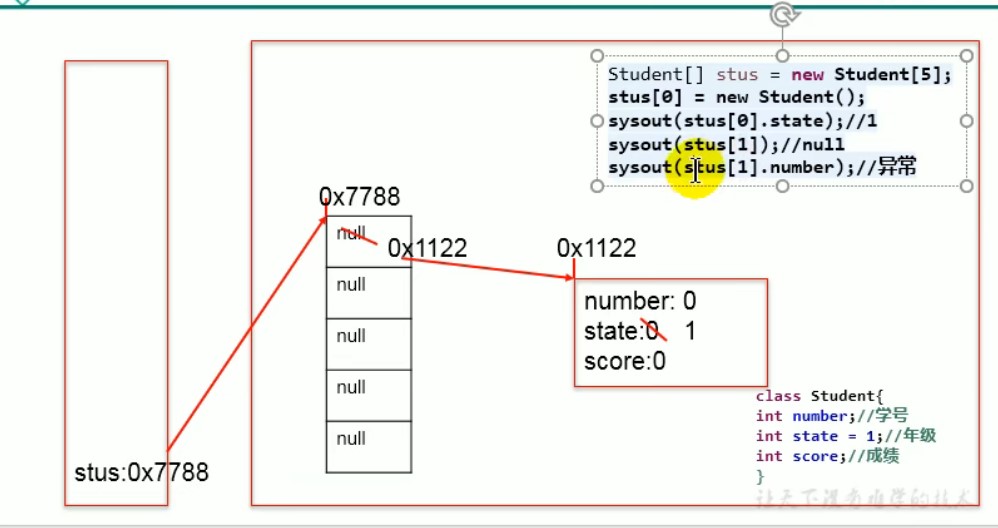 Student[] stus = new Student[5];
stus[0] = new Student();
sysout(stus[0].state);//1
sysout(stus[1]);//null
sysout(stus[1].number);//异常
0x7788
null
0x1122
0x1122
null
null
null
null
number: 0
state:0 1
score:0
stus:0x7788
class Student{
int number;//学号
int state = 1;//年级
int score;//成绩
}
让天下没有难学的技术